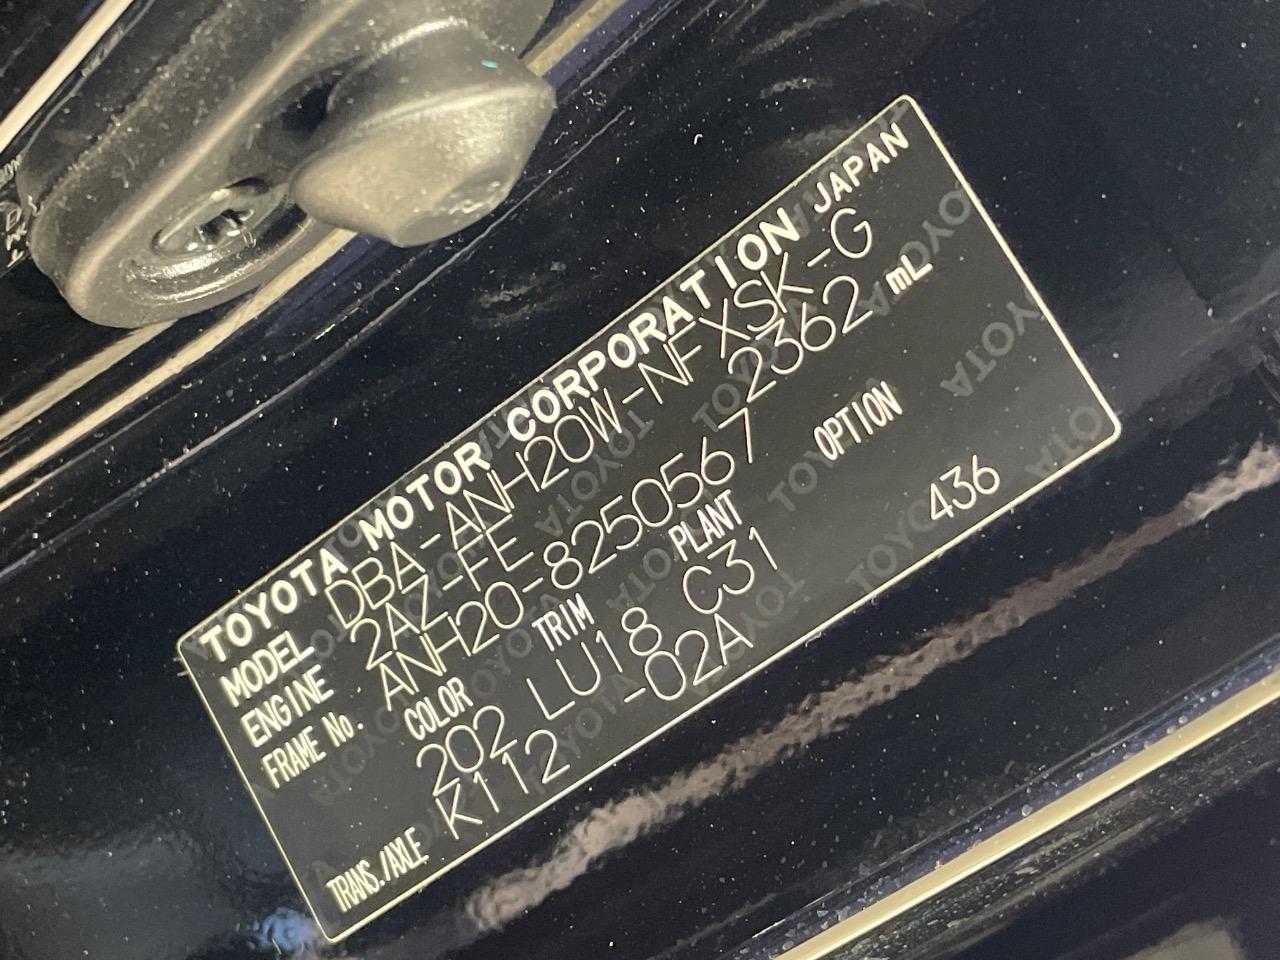 TOYOTA MOTOR CORPORATION JAPAN
MODEL DBA-ANH20W-NFXSK-G
ENGINE 2AZ-FE 2362 mL
FRAME No. ANH20-8250567
COLOR TRIM PLANT OPTION
202 LU18 C31 436
TRANS./AXLE K112 -02A